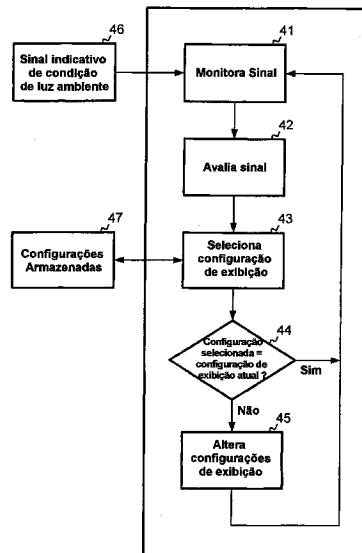 46
Sinal indicativo
de condição
de luz ambiente
41
Monitora Sinal
42
Avalia sinal
43
Seleciona
configuração
de exibição
47
Configurações
Armazenadas
44
Configuração
selecionada =
configuração de
exibição atual ?
Sim
Não
45
Altera
configurações
de exibição